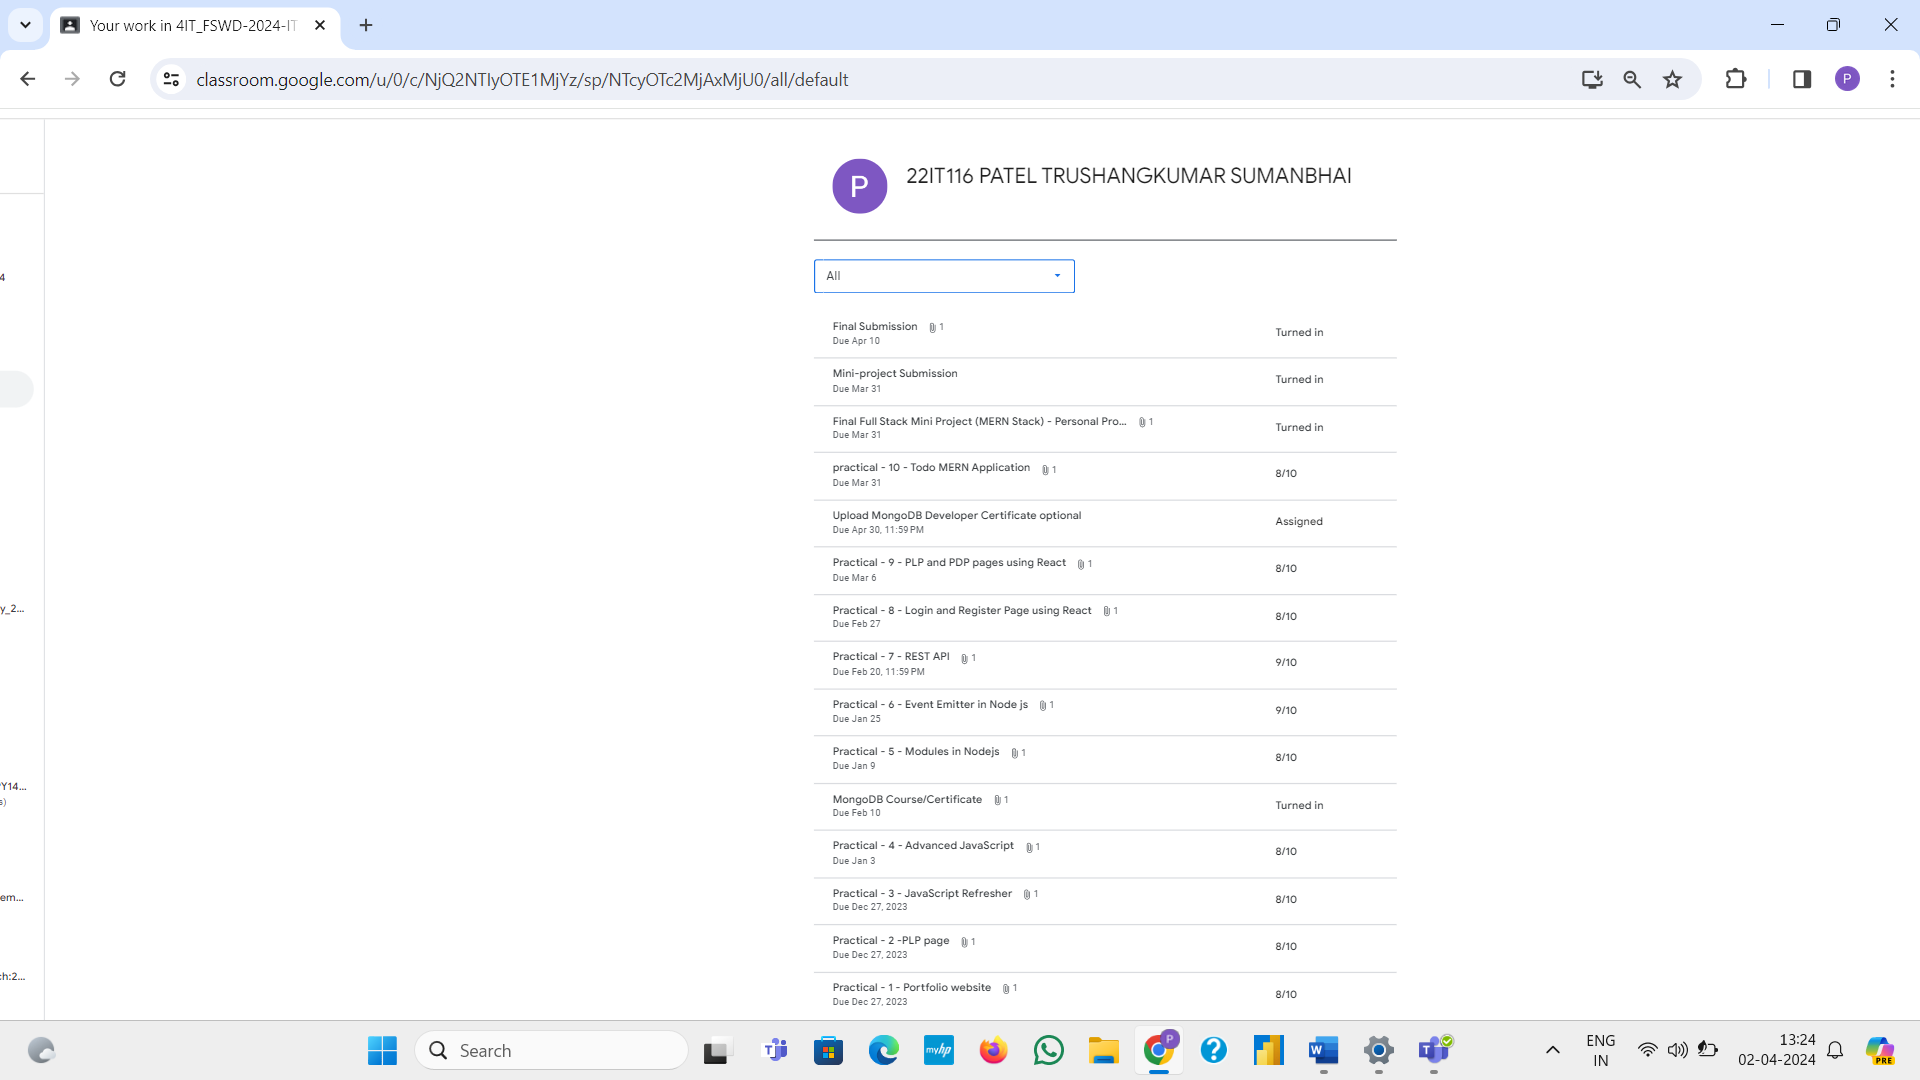 Your work in 4IT_FSWD-2024-IT
classroom.google.com/u/0/c/NjQ2NTIyOTE1MjYz/sp/NTcyOTc2MjAxMjU0/all/default
P
P
22IT116 PATEL TRUSHANGKUMAR SUMANBHAI
All
4
Final Submission 1
Due Apr 10
Turned in
Mini-project Submission
Due Mar 31
Turned in
Final Full Stack Mini Project (MERN Stack) - Personal Pro... 1
Due Mar 31
Turned in
practical - 10 - Todo MERN Application 1
Due Mar 31
8/10
Upload MongoDB Developer Certificate optional
Due Apr 30, 11:59 PM
Assigned
Practical - 9 - PLP and PDP pages using React 1
Due Mar 6
8/10
y_2...
Practical - 8 - Login and Register Page using React 1
Due Feb 27
8/10
Practical - 7 - REST API 1
Due Feb 20, 11:59 PM
9/10
Practical - 6 - Event Emitter in Node js 1
Due Jan 25
9/10
Practical - 5 - Modules in Nodejs 1
Due Jan 9
8/10
Y14...
s)
MongoDB Course/Certificate 1
Due Feb 10
Turned in
Practical - 4 - Advanced JavaScript 1
Due Jan 3
8/10
em...
Practical - 3 - JavaScript Refresher 1
Due Dec 27, 2023
8/10
Practical - 2 -PLP page 1
Due Dec 27, 2023
8/10
ch:2...
Practical - 1 - Portfolio website 1
Due Dec 27, 2023
8/10
Search
myhp
P
W
ENG
IN
13:24
02-04-2024
PRE